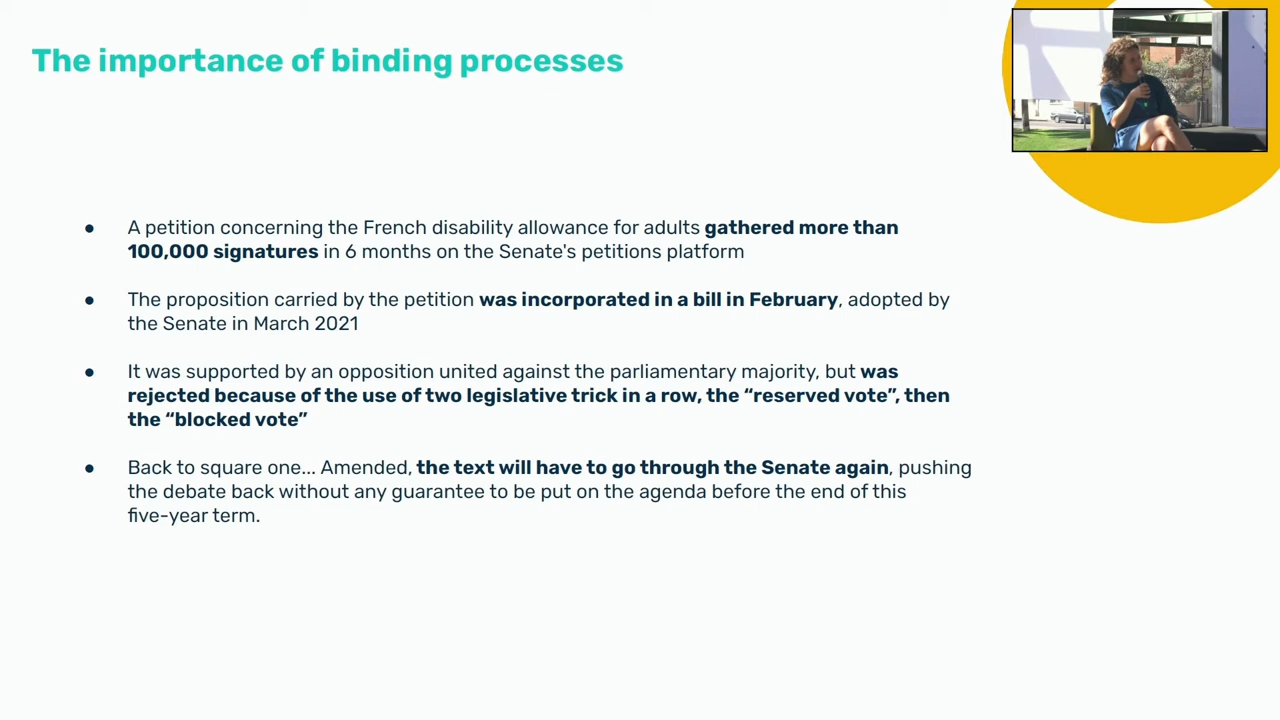 The importance of binding processes
● A petition concerning the French disability allowance for adults gathered more than
100,000 signatures in 6 months on the Senate's petitions platform
● The proposition carried by the petition was incorporated in a bill in February, adopted by
the Senate in March 2021
● It was supported by an opposition united against the parliamentary majority, but was
rejected because of the use of two legislative trick in a row, the “reserved vote”, then
the “blocked vote”
● Back to square one... Amended, the text will have to go through the Senate again, pushing
the debate back without any guarantee to be put on the agenda before the end of this
five-year term.